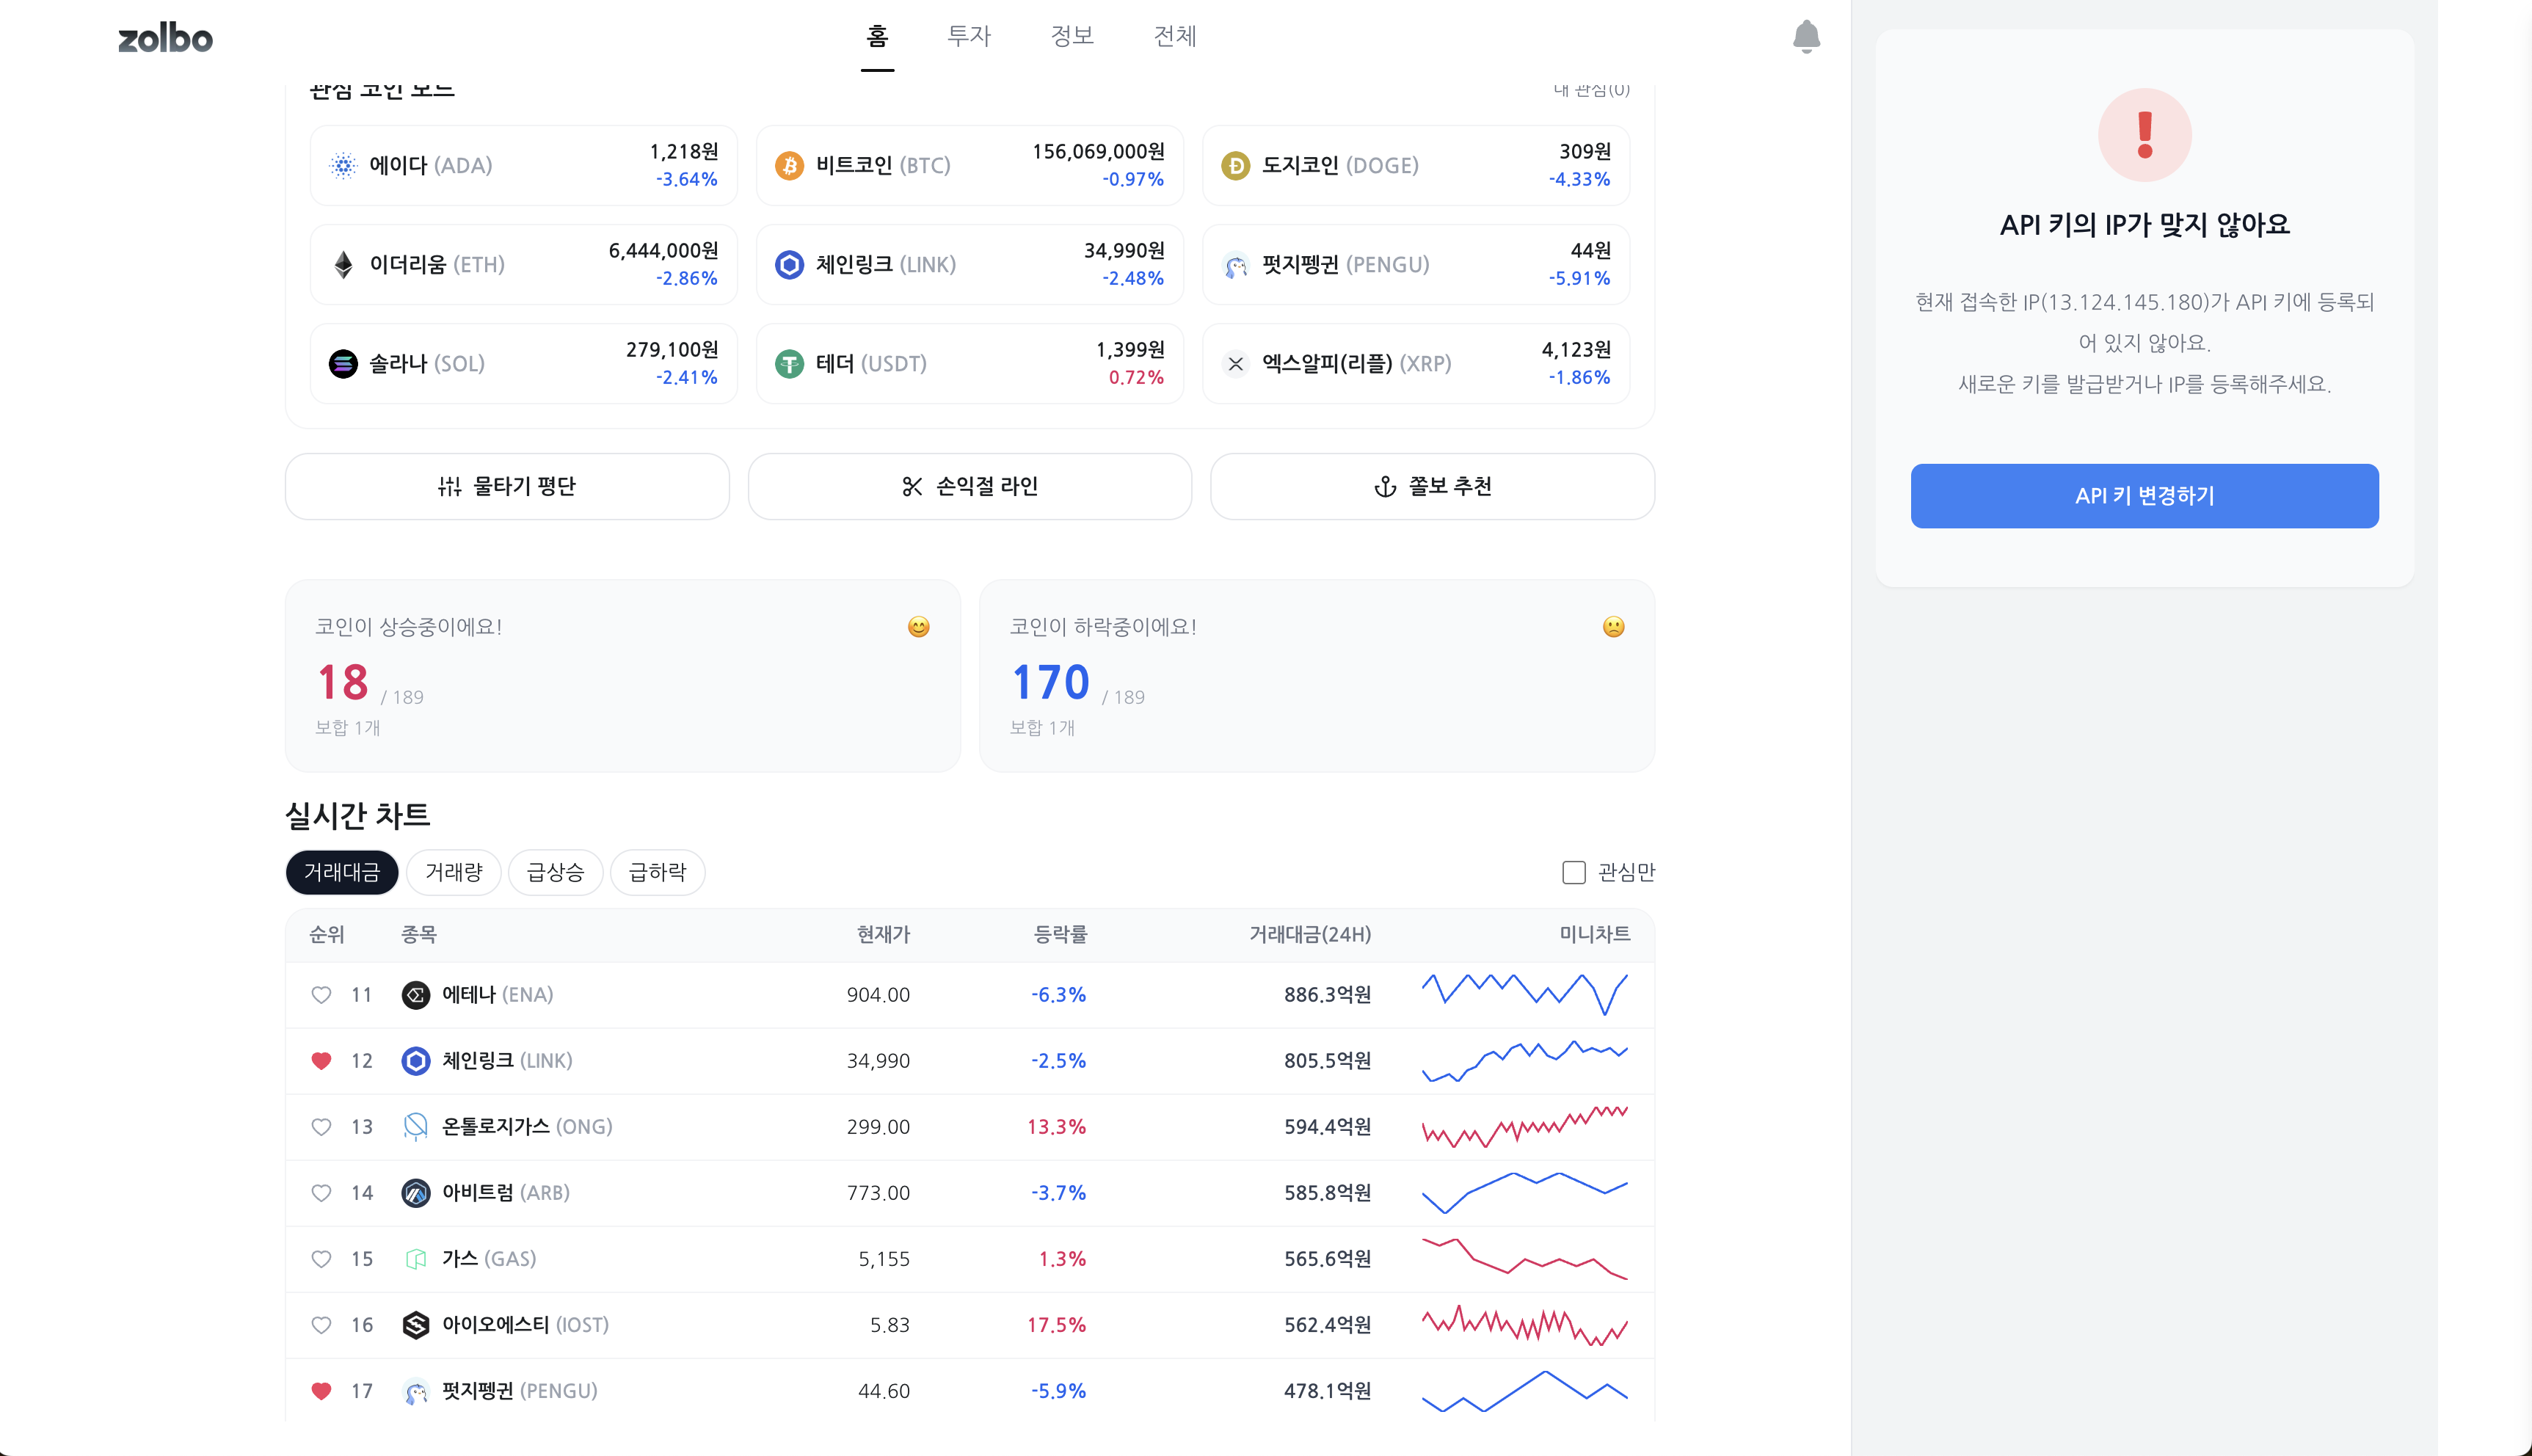 zolbo
홈 투자 정보 전체
관심 코인 보드 내 관심(0)
에이다 (ADA) 1,218원 -3.64%
비트코인 (BTC) 156,069,000원 -0.97%
도지코인 (DOGE) 309원 -4.33%
이더리움 (ETH) 6,444,000원 -2.86%
체인링크 (LINK) 34,990원 -2.48%
펏지펭귄 (PENGU) 44원 -5.91%
솔라나 (SOL) 279,100원 -2.41%
테더 (USDT) 1,399원 0.72%
엑스알피(리플) (XRP) 4,123원 -1.86%
물타기 평단
손익절 라인
쫄보 추천
코인이 상승중이에요!
18 / 189
보합 1개
코인이 하락중이에요!
170 / 189
보합 1개
실시간 차트
거래대금 거래량 급상승 급하락 관심만
순위 종목 현재가 등락률 거래대금(24H) 미니차트
11 에테나 (ENA) 904.00 -6.3% 886.3억원
12 체인링크 (LINK) 34,990 -2.5% 805.5억원
13 온톨로지가스 (ONG) 299.00 13.3% 594.4억원
14 아비트럼 (ARB) 773.00 -3.7% 585.8억원
15 가스 (GAS) 5,155 1.3% 565.6억원
16 아이오에스티 (IOST) 5.83 17.5% 562.4억원
17 펏지펭귄 (PENGU) 44.60 -5.9% 478.1억원
API 키의 IP가 맞지 않아요
현재 접속한 IP(13.124.145.180)가 API 키에 등록되
어 있지 않아요.
새로운 키를 발급받거나 IP를 등록해주세요.
API 키 변경하기